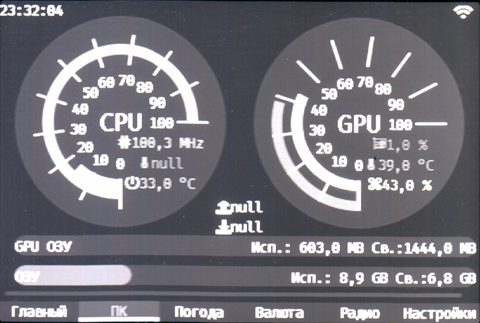 23:32:04
60 70 80
50 90
40 CPU 100
30 #100,3 MHz
20 null
10 0 33,0 °C
60 70 80
50 90
40 GPU 100
30 1,0 %
20 39,0 °C
10 0 43,0 %
null
null
GPU ОЗУ Исп.: 603,0 MB Св.:1444,0 MB
ОЗУ Исп.: 8,9 GB Св.:6,8 GB
Главный ПК Погода Валюта Радио Настройки